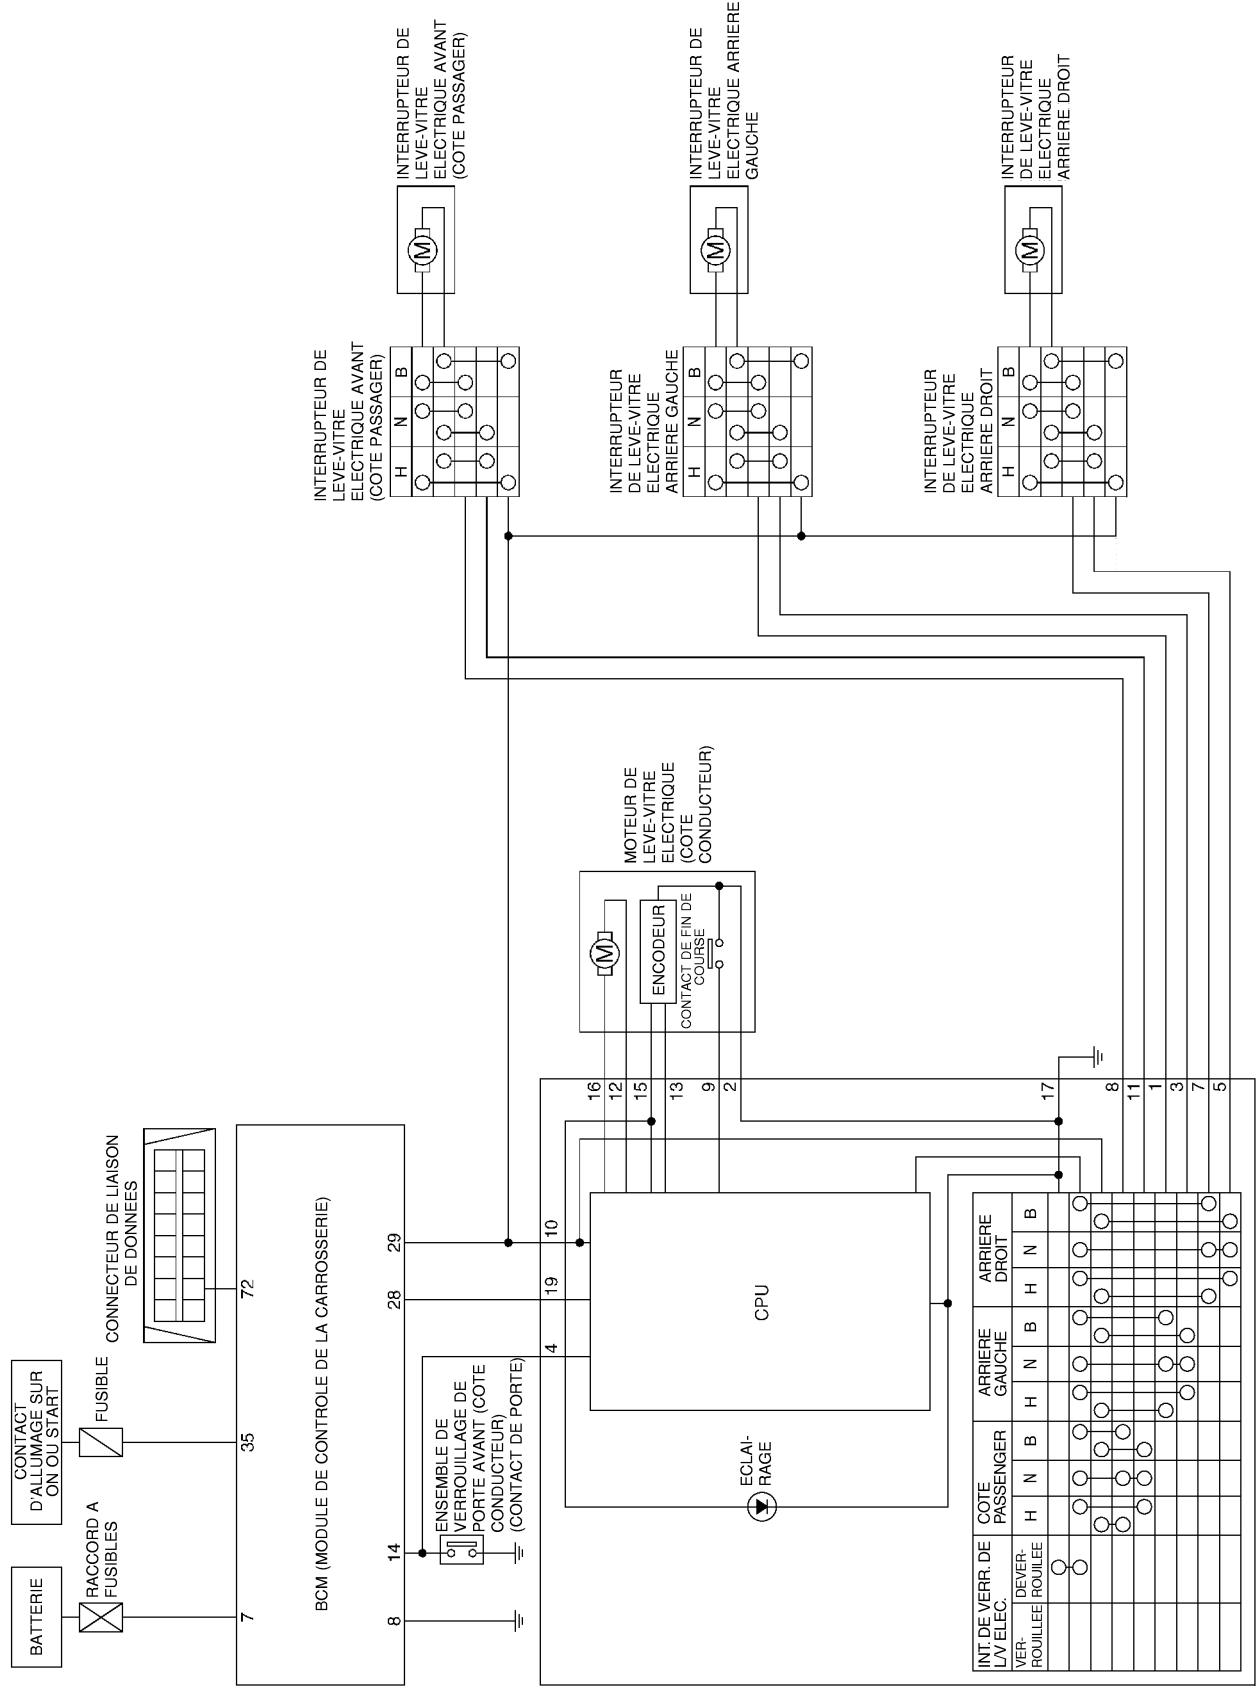 BATTERIE
RACCORD A
FUSIBLES
CONTACT
D'ALLUMAGE SUR
ON OU START
FUSIBLE
CONNECTEUR DE LIAISON
DE DONNEES
7
35
72
BCM (MODULE DE CONTROLE DE LA CARROSSERIE)
8
14
28
29
ENSEMBLE DE
VERROUILLAGE DE
PORTE AVANT (COTE
CONDUCTEUR)
(CONTACT DE PORTE)
4
19
10
CPU
ECLAI-
RAGE
16
12
15
13
9
2
17
8
11
1
3
7
5
M
ENCODEUR
CONTACT DE FIN DE
COURSE
MOTEUR DE
LEVE-VITRE
ELECTRIQUE
(COTE
CONDUCTEUR)
INT. DE VERR. DE
L/V ELEC.
VER-
ROUILLEE
DEVER-
ROUILEE
COTE
PASSENGER
H N B
ARRIERE
GAUCHE
H N B
ARRIERE
DROIT
H N B
INTERRUPTEUR DE
LEVE-VITRE
ELECTRIQUE AVANT
(COTE PASSAGER)
H N B
M
INTERRUPTEUR DE
LEVE-VITRE
ELECTRIQUE AVANT
(COTE PASSAGER)
INTERRUPTEUR
DE LEVE-VITRE
ELECTRIQUE
ARRIERE GAUCHE
H N B
M
INTERRUPTEUR DE
LEVE-VITRE
ELECTRIQUE ARRIERE
GAUCHE
INTERRUPTEUR
DE LEVE-VITRE
ELECTRIQUE
ARRIERE DROIT
H N B
M
INTERRUPTEUR
DE LEVE-VITRE
ELECTRIQUE
ARRIERE DROIT